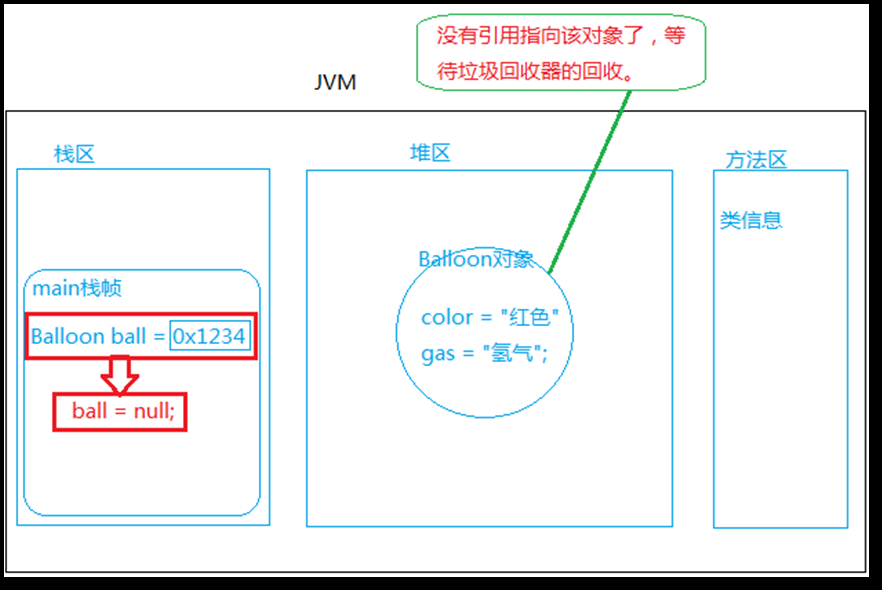 没有引用指向该对象了，等
待垃圾回收器的回收。
JVM
栈区
堆区
方法区
类信息
Balloon对象
main栈帧
color = "红色"
Balloon ball = 0x1234
gas = "氢气";
ball = null;